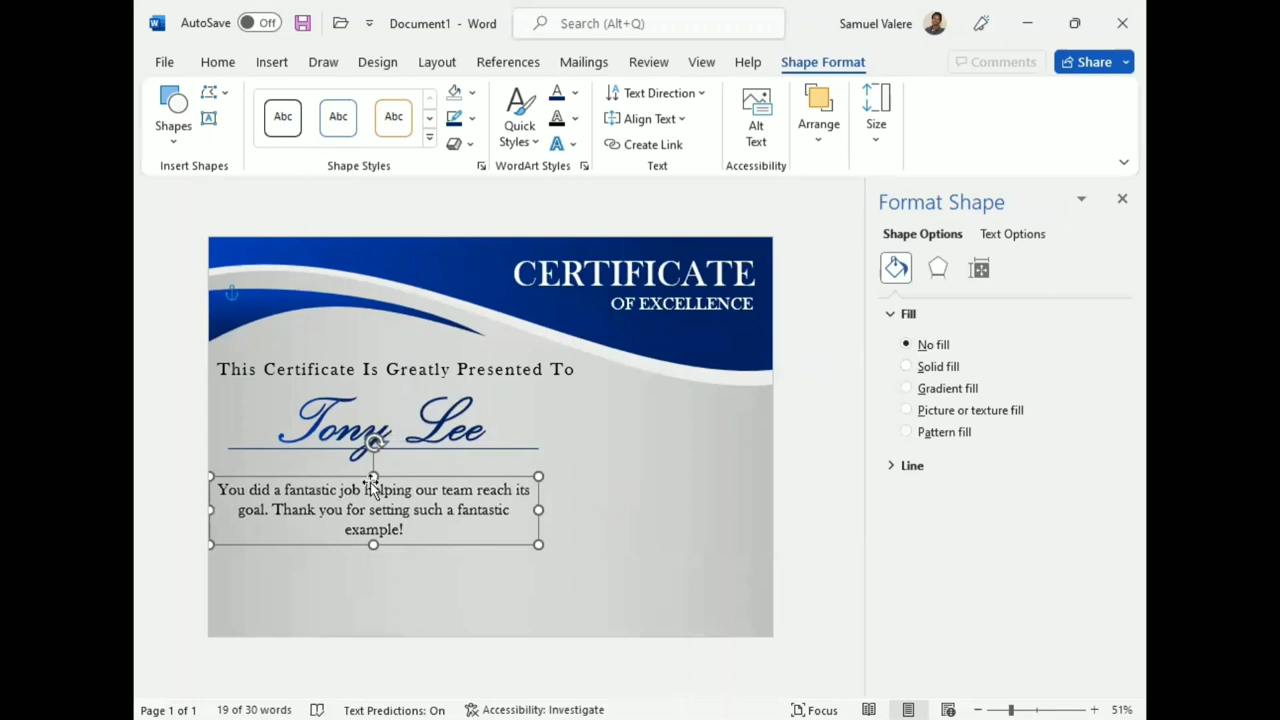 AutoSave Off Document1 - Word Search (Alt+Q) Samuel Valere
File Home Insert Draw Design Layout References Mailings Review View Help Shape Format Comments Share
Abc Abc Abc
Shapes
Quick Styles
Text Direction
Align Text
Create Link
Alt Text
Arrange
Size
Insert Shapes Shape Styles WordArt Styles Text Accessibility
Format Shape
Shape Options Text Options
Fill
No fill
Solid fill
Gradient fill
Picture or texture fill
Pattern fill
Line
CERTIFICATE
OF EXCELLENCE
This Certificate Is Greatly Presented To
Tony Lee
You did a fantastic job helping our team reach its
goal. Thank you for setting such a fantastic
example!
Page 1 of 1 19 of 30 words Text Predictions: On Accessibility: Investigate Focus 51%